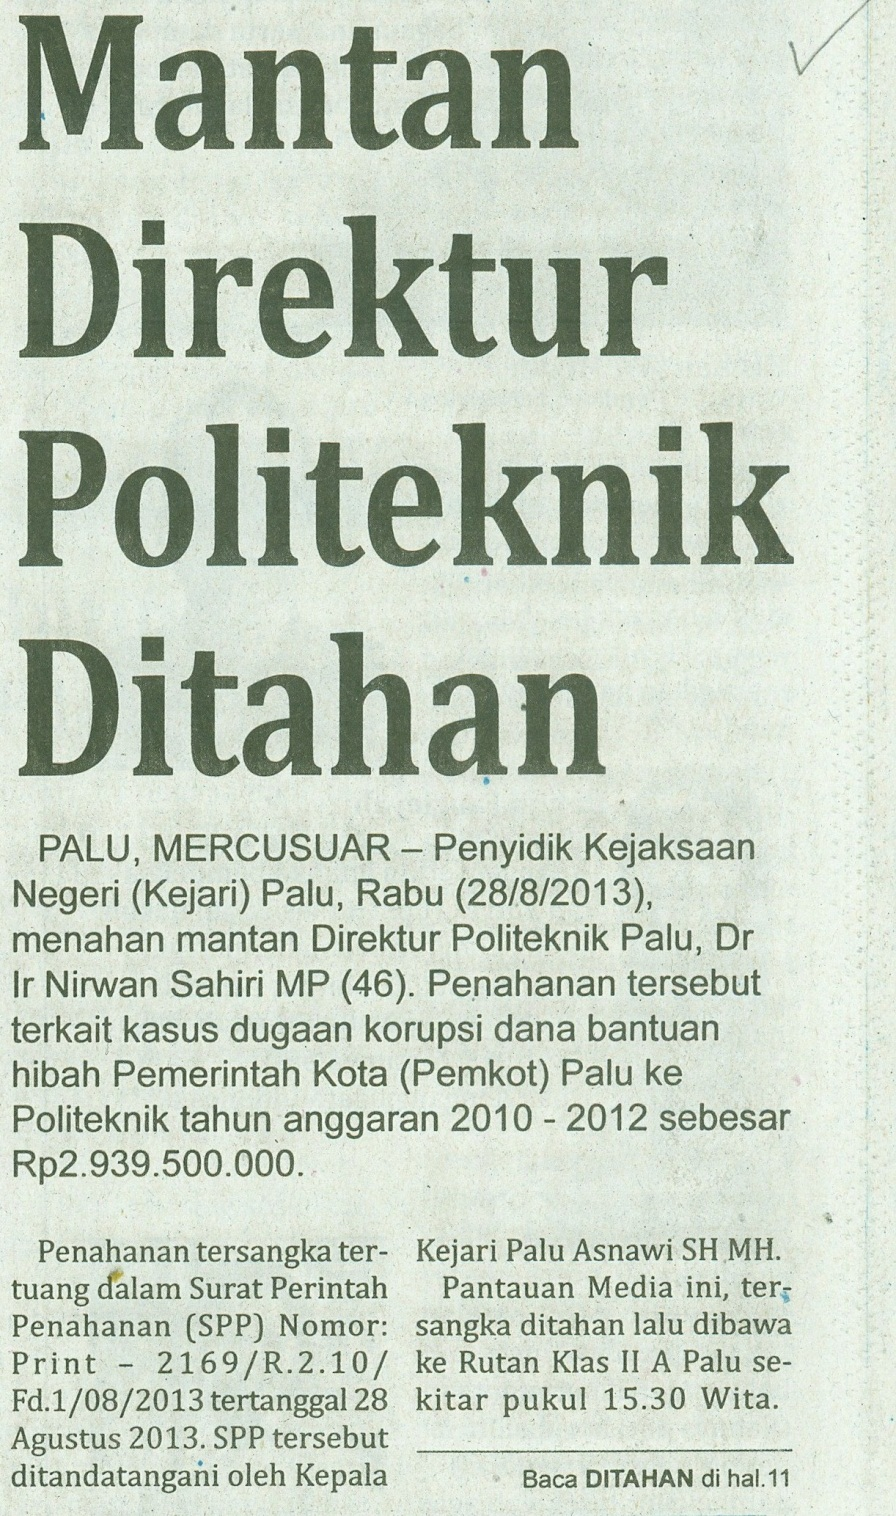 Mantan
Direktur
Politeknik
Ditahan
PALU, MERCUSUAR – Penyidik Kejaksaan
Negeri (Kejari) Palu, Rabu (28/8/2013),
menahan mantan Direktur Politeknik Palu, Dr
Ir Nirwan Sahiri MP (46). Penahanan tersebut
terkait kasus dugaan korupsi dana bantuan
hibah Pemerintah Kota (Pemkot) Palu ke
Politeknik tahun anggaran 2010 - 2012 sebesar
Rp2.939.500.000.
Penahanan tersangka ter-
tuang dalam Surat Perintah
Penahanan (SPP) Nomor:
Print – 2169/R.2.10/
Fd.1/08/2013 tertanggal 28
Agustus 2013. SPP tersebut
ditandatangani oleh Kepala
Kejari Palu Asnawi SH MH.
Pantauan Media ini, ter-
sangka ditahan lalu dibawa
ke Rutan Klas II A Palu se-
kitar pukul 15.30 Wita.
Baca DITAHAN di hal.11